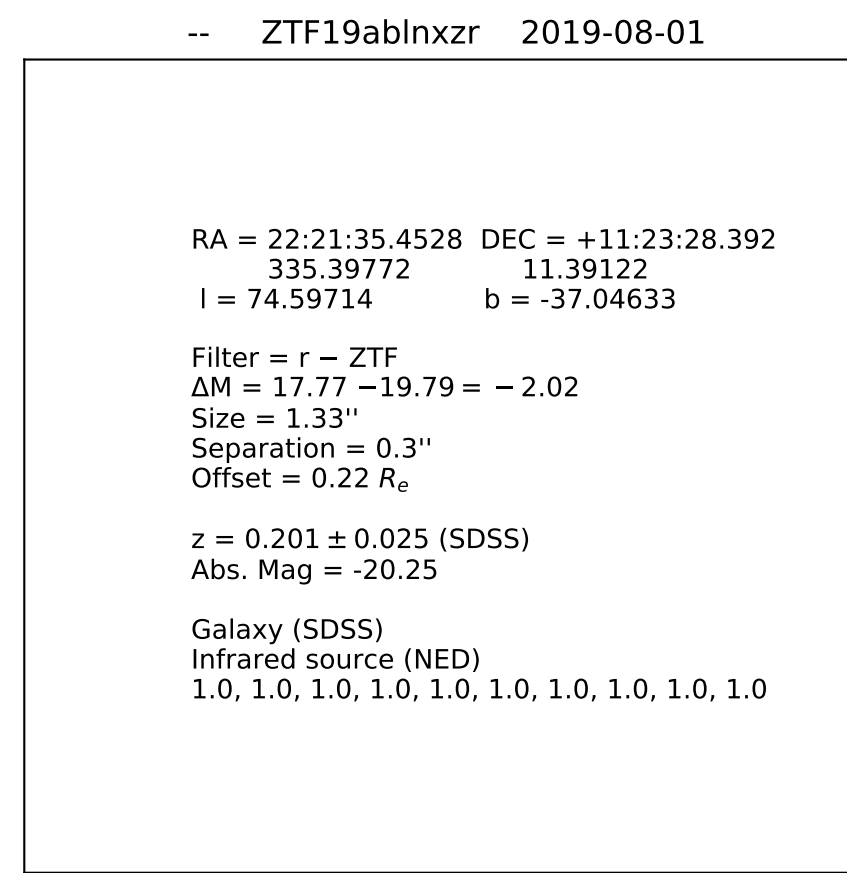 -- ZTF19ablnxzr 2019-08-01
RA = 22:21:35.4528 DEC = +11:23:28.392
335.39772 11.39122
l = 74.59714 b = -37.04633
Filter = r − ZTF
ΔM = 17.77 −19.79 = − 2.02
Size = 1.33''
Separation = 0.3''
Offset = 0.22 Re
z = 0.201 ± 0.025 (SDSS)
Abs. Mag = -20.25
Galaxy (SDSS)
Infrared source (NED)
1.0, 1.0, 1.0, 1.0, 1.0, 1.0, 1.0, 1.0, 1.0, 1.0